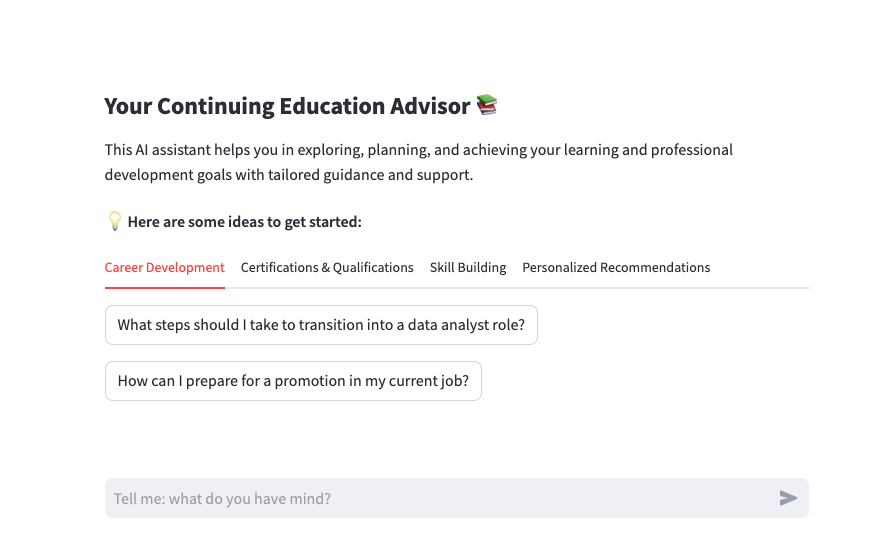 Your Continuing Education Advisor 📚
This AI assistant helps you in exploring, planning, and achieving your learning and professional
development goals with tailored guidance and support.
💡 Here are some ideas to get started:
Career Development Certifications & Qualifications Skill Building Personalized Recommendations
What steps should I take to transition into a data analyst role?
How can I prepare for a promotion in my current job?
Tell me: what do you have mind?